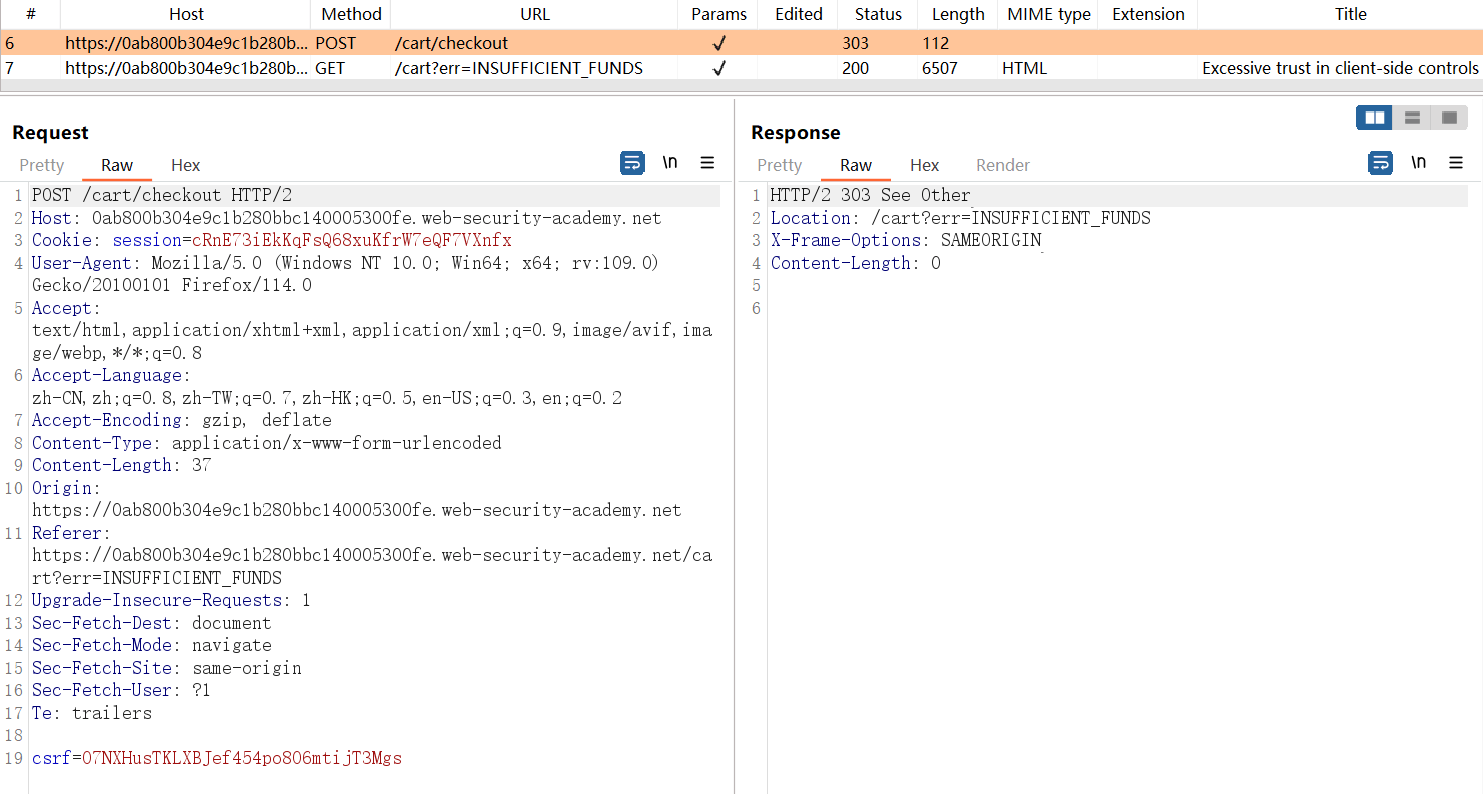 # Host Method URL Params Edited Status Length MIME type Extension Title
6 https://0ab800b304e9c1b280b... POST /cart/checkout ✓ 303 112
7 https://0ab800b304e9c1b280b... GET /cart?err=INSUFFICIENT_FUNDS ✓ 200 6507 HTML Excessive trust in client-side controls
Request
Pretty Raw Hex
\n
1 POST /cart/checkout HTTP/2
2 Host: 0ab800b304e9c1b280bbc140005300fe.web-security-academy.net
3 Cookie: session=cRnE73iEkKqFsQ68xuKfrW7eQF7VXnfx
4 User-Agent: Mozilla/5.0 (Windows NT 10.0; Win64; x64; rv:109.0)
Gecko/20100101 Firefox/114.0
5 Accept:
text/html,application/xhtml+xml,application/xml;q=0.9,image/avif,ima
ge/webp,*/*;q=0.8
6 Accept-Language:
zh-CN,zh;q=0.8,zh-TW;q=0.7,zh-HK;q=0.5,en-US;q=0.3,en;q=0.2
7 Accept-Encoding: gzip, deflate
8 Content-Type: application/x-www-form-urlencoded
9 Content-Length: 37
10 Origin:
https://0ab800b304e9c1b280bbc140005300fe.web-security-academy.net
11 Referer:
https://0ab800b304e9c1b280bbc140005300fe.web-security-academy.net/ca
rt?err=INSUFFICIENT_FUNDS
12 Upgrade-Insecure-Requests: 1
13 Sec-Fetch-Dest: document
14 Sec-Fetch-Mode: navigate
15 Sec-Fetch-Site: same-origin
16 Sec-Fetch-User: ?1
17 Te: trailers
18
19 csrf=O7NXHusTKLXBJef454po806mtijT3Mgs
Response
Pretty Raw Hex Render
\n
1 HTTP/2 303 See Other
2 Location: /cart?err=INSUFFICIENT_FUNDS
3 X-Frame-Options: SAMEORIGIN
4 Content-Length: 0
5
6